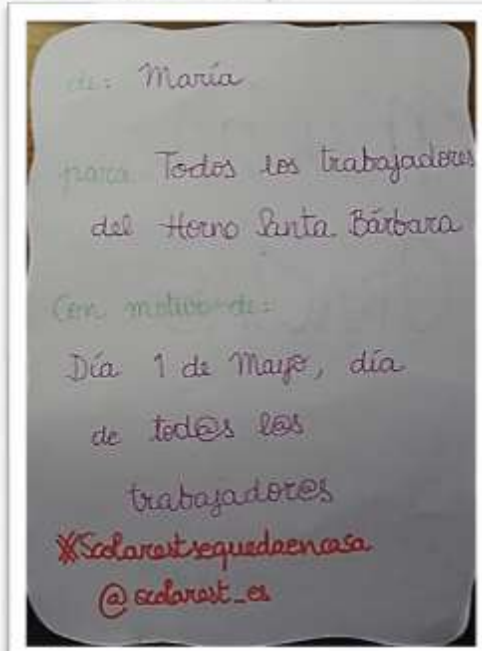 de: María
para Todos los trabajadores
del Horno Santa Bárbara
Con motivo de:
Día 1 de Mayo, día
de tod@s l@s
trabajador@s
#Scolarestsequedaencasa
@scolarest_es